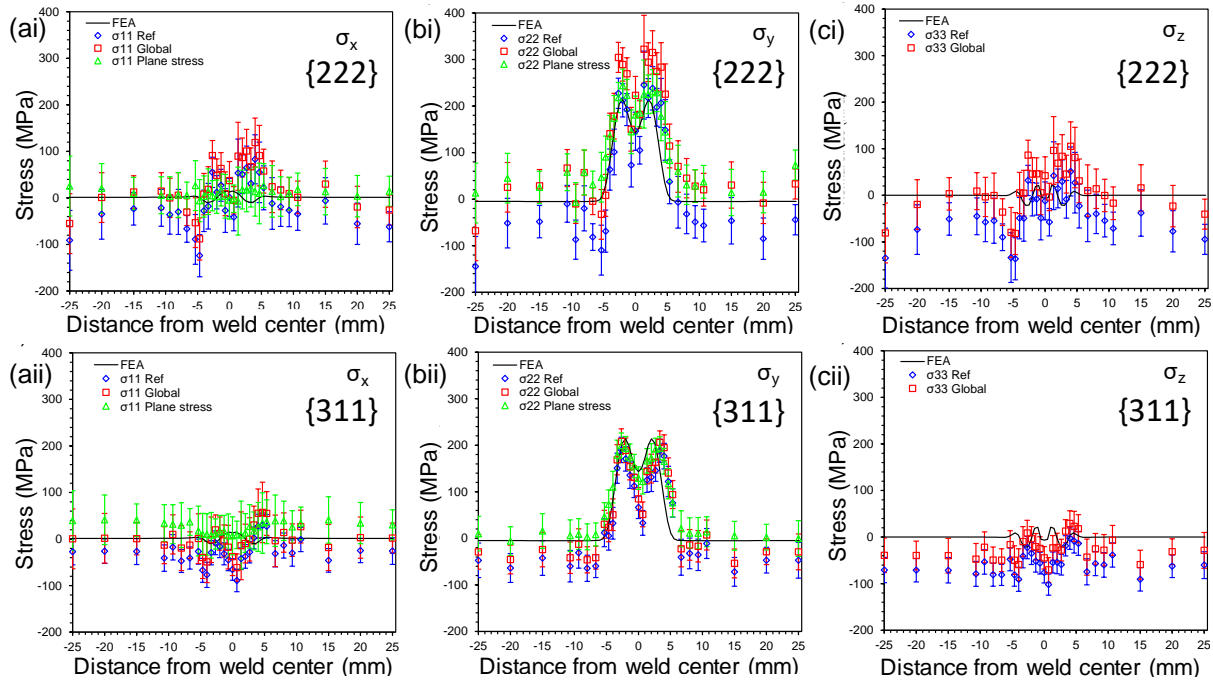 (ai)
400
300
200
100
0
-100
-200
Stress (MPa)
FEA
σ11 Ref
σ11 Global
σ11 Plane stress
σx
{222}
-25 -20 -15 -10 -5 0 5 10 15 20 25
Distance from weld center (mm)
(bi)
400
300
200
100
0
-100
-200
Stress (MPa)
FEA
σ22 Ref
σ22 Global
σ22 Plane stress
σy
{222}
-25 -20 -15 -10 -5 0 5 10 15 20 25
Distance from weld center (mm)
(ci)
400
300
200
100
0
-100
-200
Stress (MPa)
FEA
σ33 Ref
σ33 Global
σz
{222}
-25 -20 -15 -10 -5 0 5 10 15 20 25
Distance from weld center (mm)
(aii)
400
300
200
100
0
-100
-200
Stress (MPa)
FEA
σ11 Ref
σ11 Global
σ11 Plane stress
σx
{311}
-25 -20 -15 -10 -5 0 5 10 15 20 25
Distance from weld center (mm)
(bii)
400
300
200
100
0
-100
-200
Stress (MPa)
FEA
σ22 Ref
σ22 Global
σ22 Plane stress
σy
{311}
-25 -20 -15 -10 -5 0 5 10 15 20 25
Distance from weld center (mm)
(cii)
400
300
200
100
0
-100
-200
Stress (MPa)
FEA
σ33 Ref
σ33 Global
σz
{311}
-25 -20 -15 -10 -5 0 5 10 15 20 25
Distance from weld center (mm)